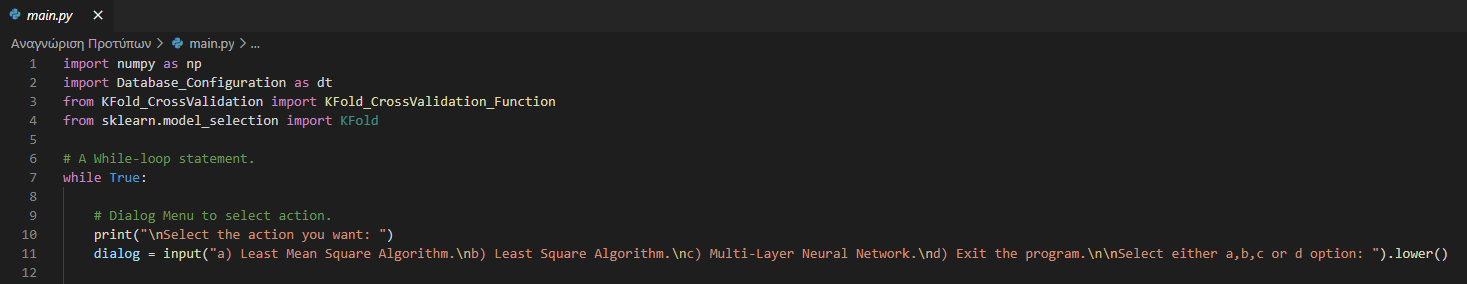 main.py ×
Αναγνώριση Προτύπων > main.py > ...
1 import numpy as np
2 import Database_Configuration as dt
3 from KFold_CrossValidation import KFold_CrossValidation_Function
4 from sklearn.model_selection import KFold
5
6 # A While-loop statement.
7 while True:
8
9     # Dialog Menu to select action.
10     print("\nSelect the action you want: ")
11     dialog = input("a) Least Mean Square Algorithm.\nb) Least Square Algorithm.\nc) Multi-Layer Neural Network.\nd) Exit the program.\n\nSelect either a,b,c or d option: ").lower()
12